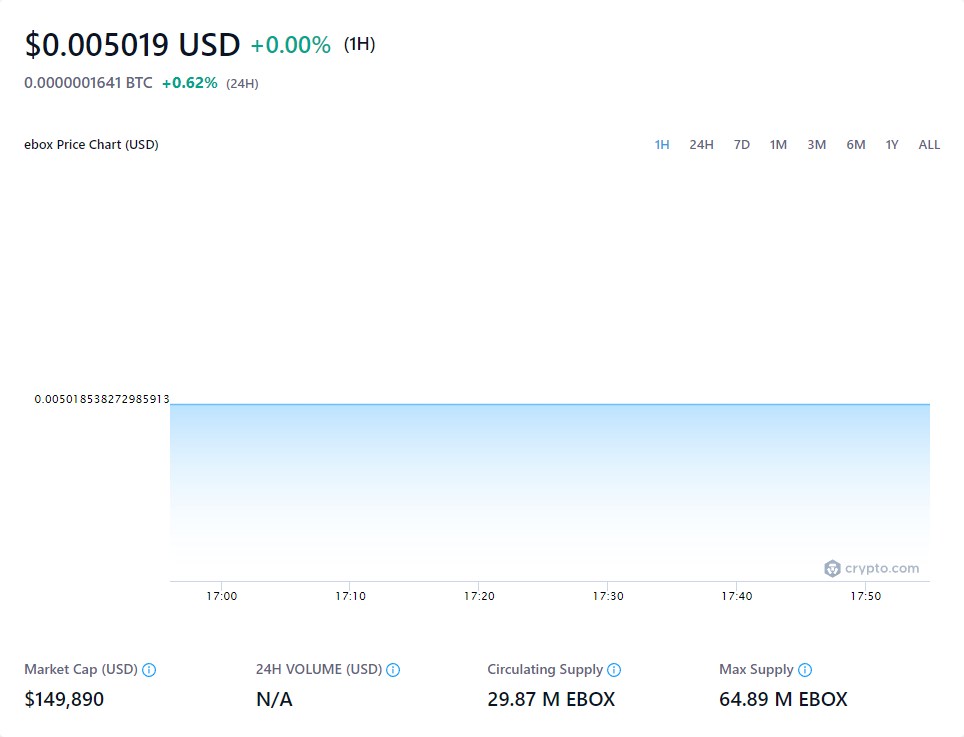 $0.005019 USD +0.00% (1H)
0.0000001641 BTC +0.62% (24H)
ebox Price Chart (USD) 1H 24H 7D 1M 3M 6M 1Y ALL
0.005018538272985913
crypto.com
17:00 17:10 17:20 17:30 17:40 17:50
Market Cap (USD) 24H VOLUME (USD) Circulating Supply Max Supply
$149,890 N/A 29.87 M EBOX 64.89 M EBOX